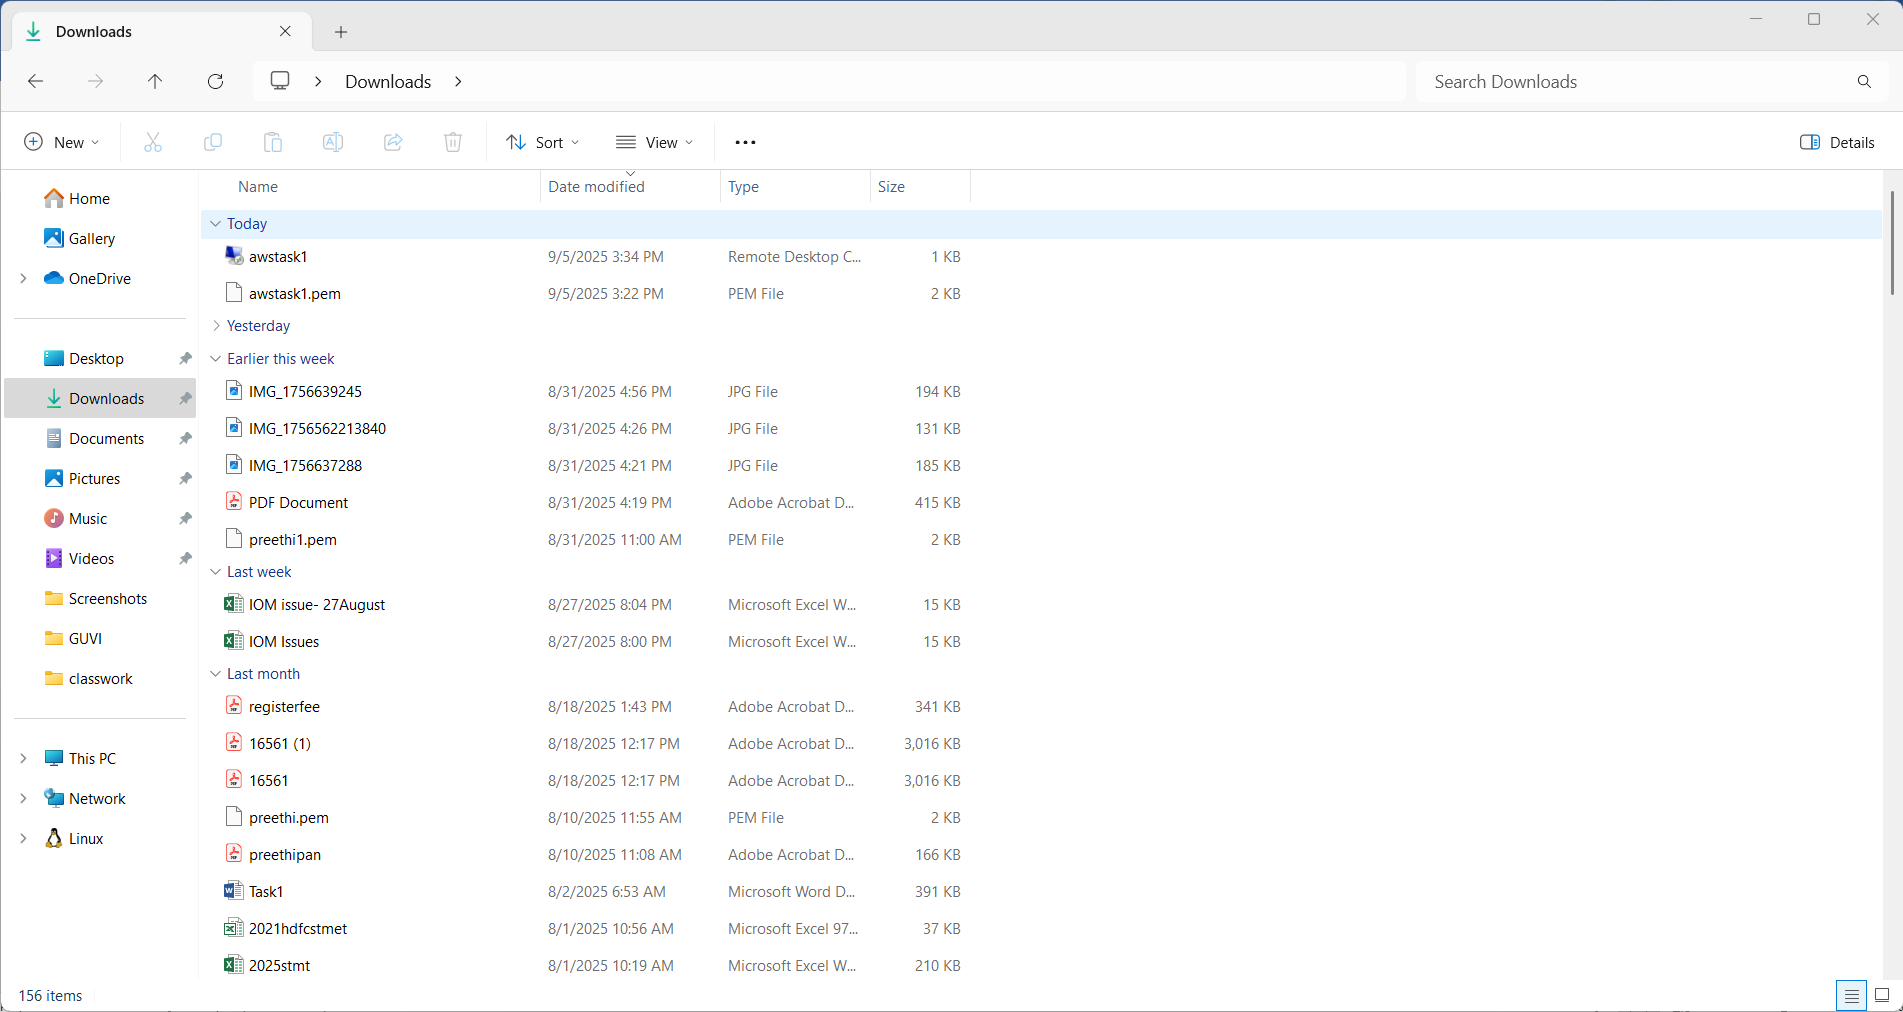 Downloads
Downloads
Search Downloads
New
Sort
View
Details
Home
Gallery
OneDrive
Desktop
Downloads
Documents
Pictures
Music
Videos
Screenshots
GUVI
classwork
This PC
Network
Linux
Name Date modified Type Size
Today
awstask1 9/5/2025 3:34 PM Remote Desktop C... 1 KB
awstask1.pem 9/5/2025 3:22 PM PEM File 2 KB
Yesterday
Earlier this week
IMG_1756639245 8/31/2025 4:56 PM JPG File 194 KB
IMG_1756562213840 8/31/2025 4:26 PM JPG File 131 KB
IMG_1756637288 8/31/2025 4:21 PM JPG File 185 KB
PDF Document 8/31/2025 4:19 PM Adobe Acrobat D... 415 KB
preethi1.pem 8/31/2025 11:00 AM PEM File 2 KB
Last week
IOM issue- 27August 8/27/2025 8:04 PM Microsoft Excel W... 15 KB
IOM Issues 8/27/2025 8:00 PM Microsoft Excel W... 15 KB
Last month
registerfee 8/18/2025 1:43 PM Adobe Acrobat D... 341 KB
16561 (1) 8/18/2025 12:17 PM Adobe Acrobat D... 3,016 KB
16561 8/18/2025 12:17 PM Adobe Acrobat D... 3,016 KB
preethi.pem 8/10/2025 11:55 AM PEM File 2 KB
preethipan 8/10/2025 11:08 AM Adobe Acrobat D... 166 KB
Task1 8/2/2025 6:53 AM Microsoft Word D... 391 KB
2021hdfcstmet 8/1/2025 10:56 AM Microsoft Excel 97... 37 KB
2025stmt 8/1/2025 10:19 AM Microsoft Excel W... 210 KB
156 items